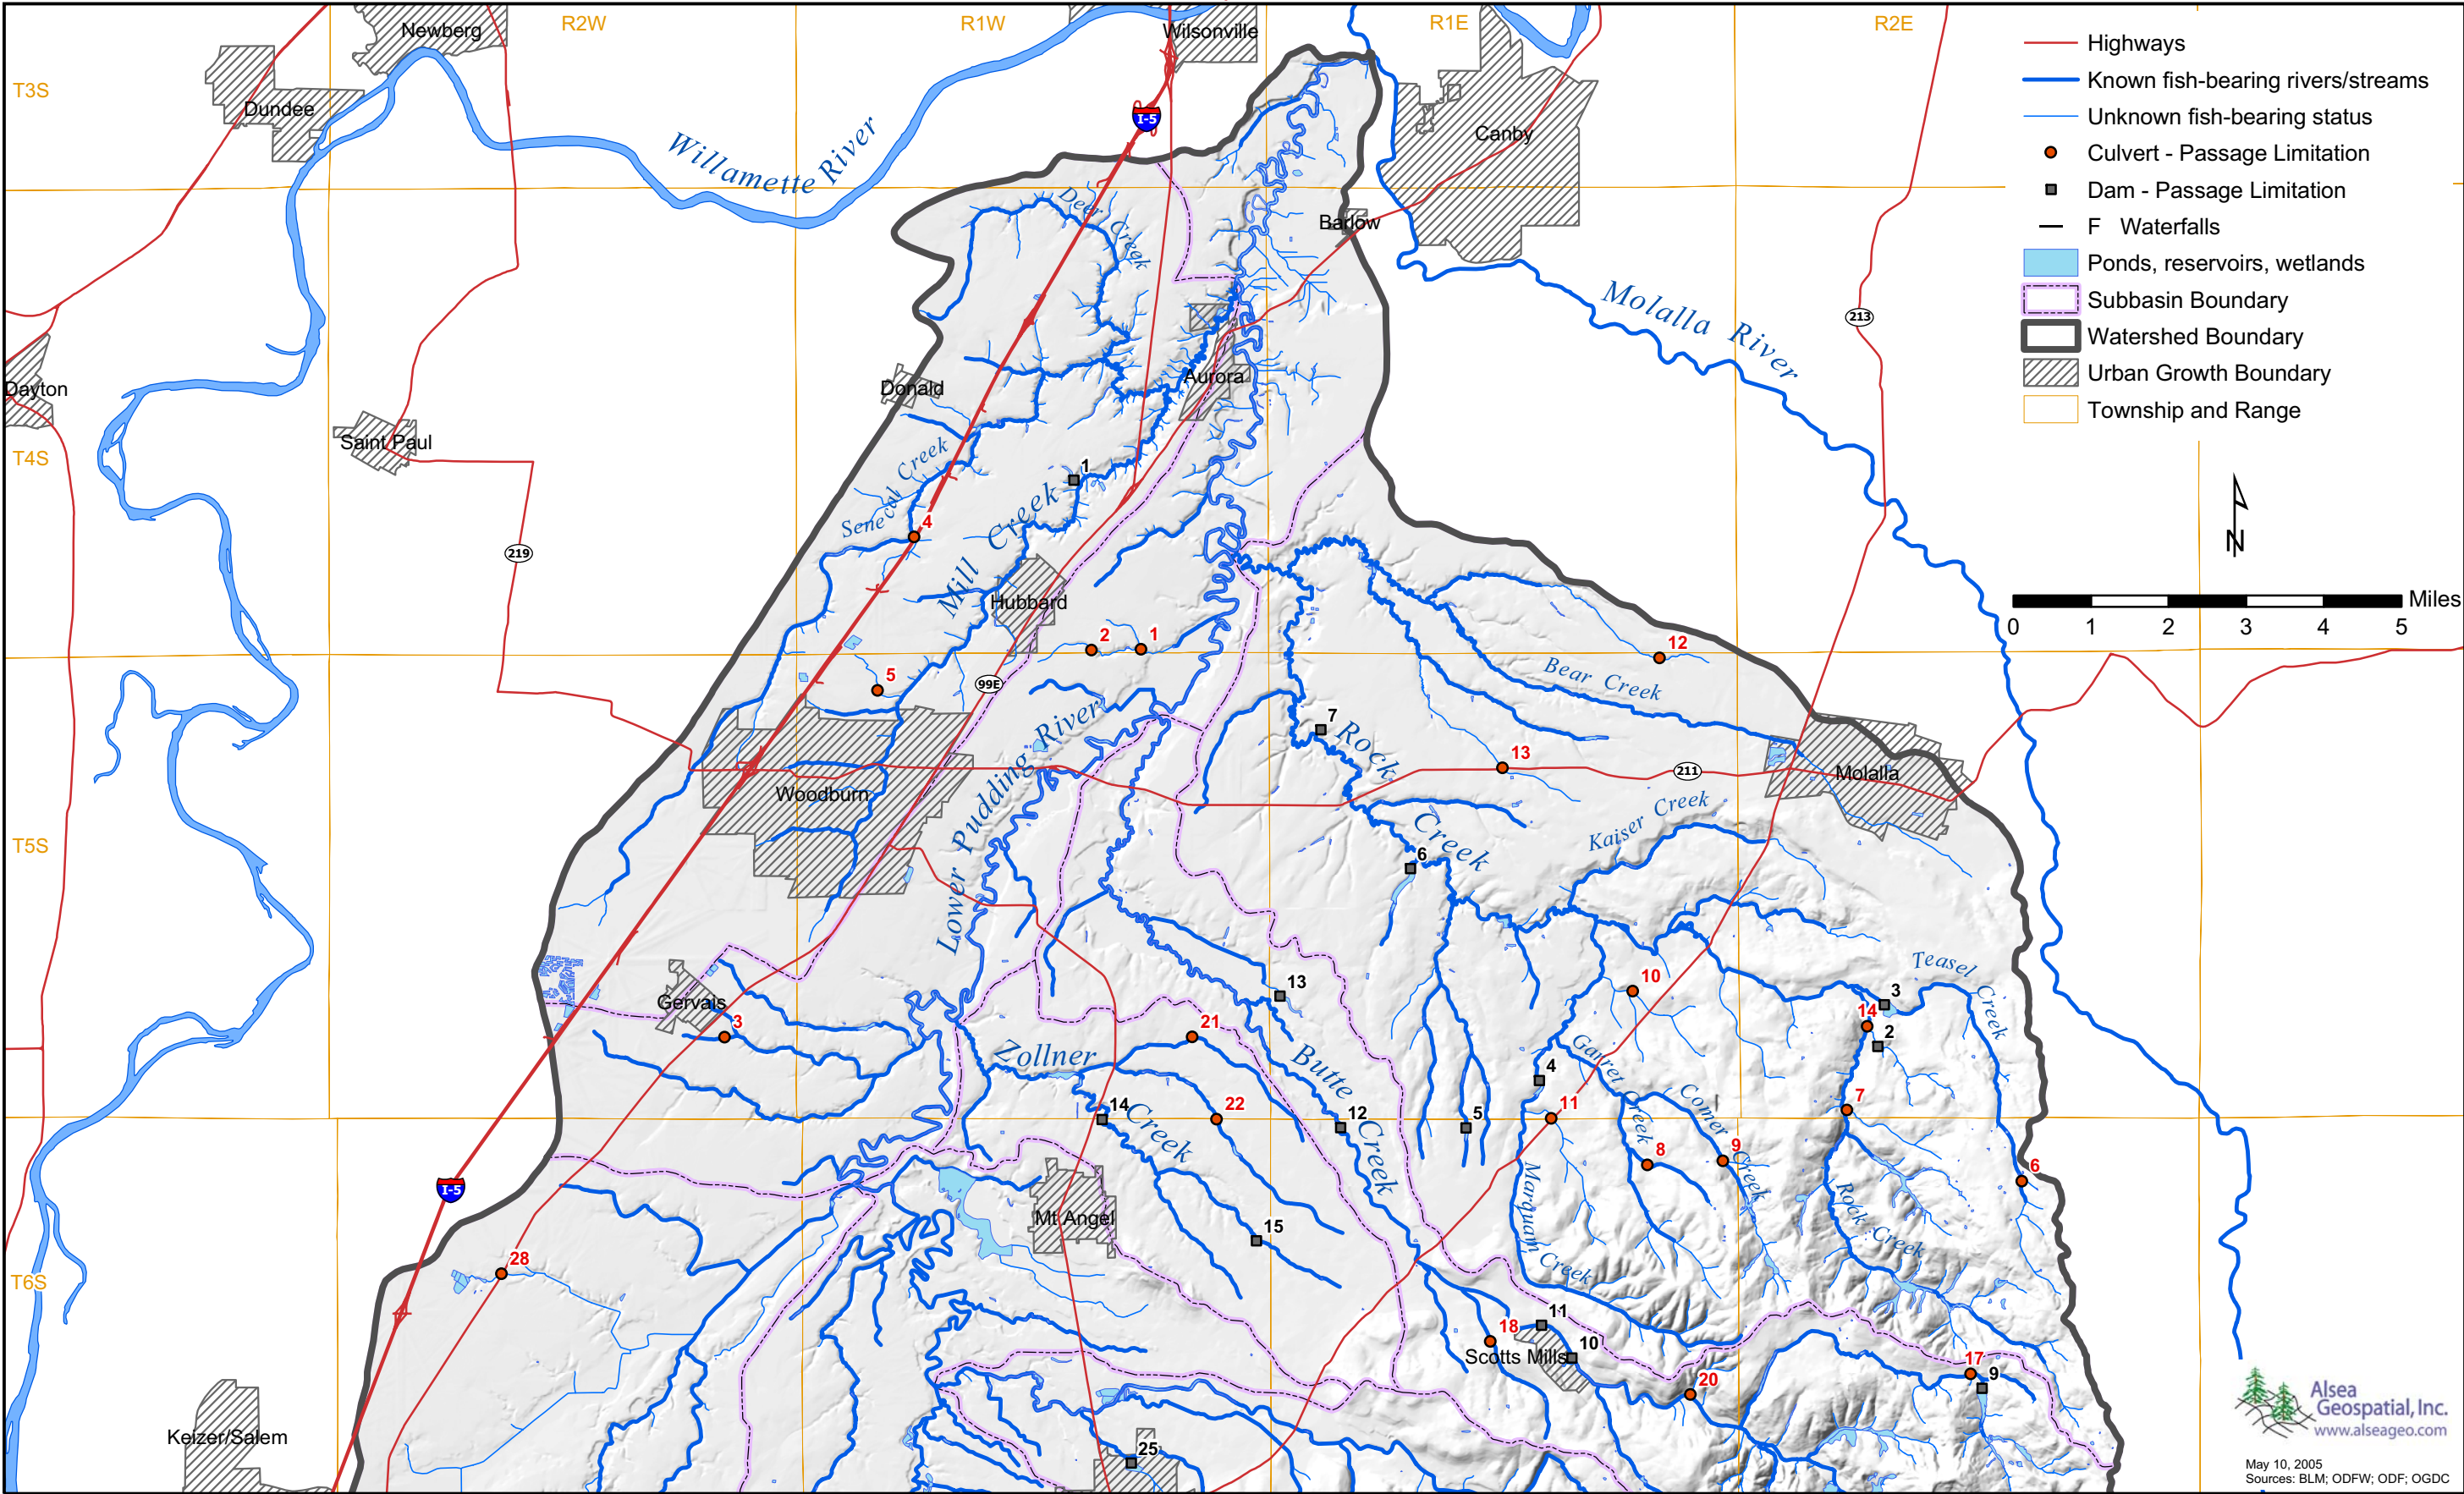 R2W
R1W
R1E
R2E
Newberg
Wilsonville
Highways
Known fish-bearing rivers/streams
Unknown fish-bearing status
Culvert - Passage Limitation
Dam - Passage Limitation
F Waterfalls
Ponds, reservoirs, wetlands
Subbasin Boundary
Watershed Boundary
Urban Growth Boundary
Township and Range
T3S
Dundee
I-5
Canby
Willamette River
Deer Creek
Barlow
Molalla River
213
Dayton
Donald
Aurora
Saint Paul
T4S
Senecal Creek
1
4
Mill Creek
219
N
Miles
0 1 2 3 4 5
Hubbard
2
1
12
5
99E
Bear Creek
7
Rock Creek
13
211
Molalla
Woodburn
Lower Pudding River
Kaiser Creek
T5S
6
Teasel Creek
10
13
3
Gervais
3
14
2
21
Zollner Creek
Butte Creek
Garret Creek
4
Comer Creek
14
22
12
5
11
7
8
9
6
I-5
Marquam Creek
Rock Creek
Mt Angel
15
28
T6S
11
18
10
Scotts Mills
17
9
20
Keizer/Salem
25
Alsea
Geospatial, Inc.
www.alseageo.com
May 10, 2005
Sources: BLM; ODFW; ODF; OGDC